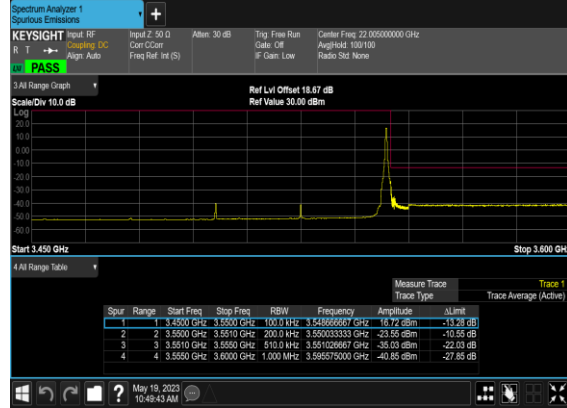 Spectrum Analyzer 1
Spurious Emissions
+
KEYSIGHT Input: RF Input Z: 50 Ω Atten: 30 dB Trig: Free Run Center Freq: 22.005000000 GHz
R T Coupling: DC Corr CCorr Gate: Off Avg|Hold: 100/100
Align: Auto Freq Ref: Int (S) IF Gain: Low Radio Std: None
PASS
3 All Range Graph
Ref Lvl Offset 18.67 dB
Scale/Div 10.0 dB Ref Value 30.00 dBm
Log
20.0
10.0
0.00
-10.0
-20.0
-30.0
-40.0
-50.0
-60.0
Start 3.450 GHz Stop 3.600 GHz
4 All Range Table
Measure Trace Trace 1
Trace Type Trace Average (Active)
Spur Range Start Freq Stop Freq RBW Frequency Amplitude ΔLimit
1 1 3.4500 GHz 3.5500 GHz 100.0 kHz 3.548666667 GHz 16.72 dBm -13.28 dB
2 2 3.5500 GHz 3.5510 GHz 200.0 kHz 3.550033333 GHz -23.55 dBm -10.55 dB
3 3 3.5510 GHz 3.5550 GHz 510.0 kHz 3.551026667 GHz -35.03 dBm -22.03 dB
4 4 3.5550 GHz 3.6000 GHz 1.000 MHz 3.595575000 GHz -40.85 dBm -27.85 dB
? May 19, 2023
10:49:43 AM